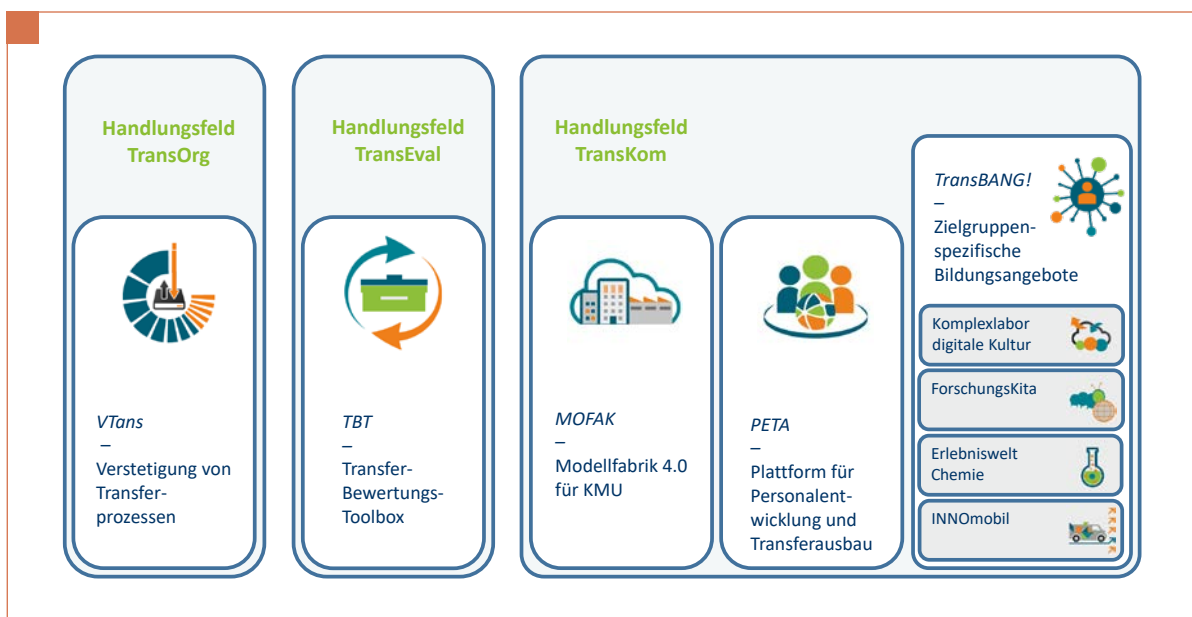 Handlungsfeld
TransOrg
VTans
–
Verstetigung von
Transfer-
prozessen
Handlungsfeld
TransEval
TBT
–
Transfer-
Bewertungs-
Toolbox
Handlungsfeld
TransKom
MOFAK
–
Modellfabrik 4.0
für KMU
PETA
–
Plattform für
Personalent-
wicklung und
Transferausbau
TransBANG!
–
Zielgruppen-
spezifische
Bildungsangebote
Komplexlabor
digitale Kultur
ForschungsKita
Erlebniswelt
Chemie
INNOmobil